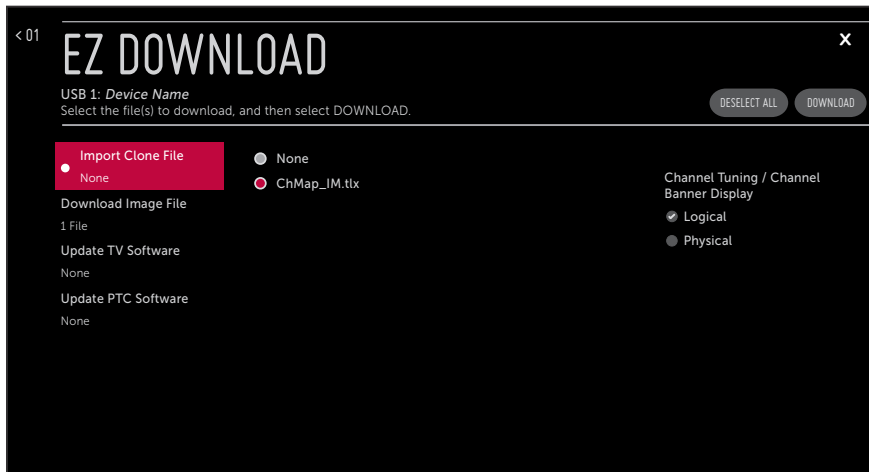 < 01
EZ DOWNLOAD
X
USB 1: Device Name
Select the file(s) to download, and then select DOWNLOAD.
DESELECT ALL
DOWNLOAD
Import Clone File
None
Download Image File
1 File
Update TV Software
None
Update PTC Software
None
None
ChMap_IM.tlx
Channel Tuning / Channel
Banner Display
Logical
Physical